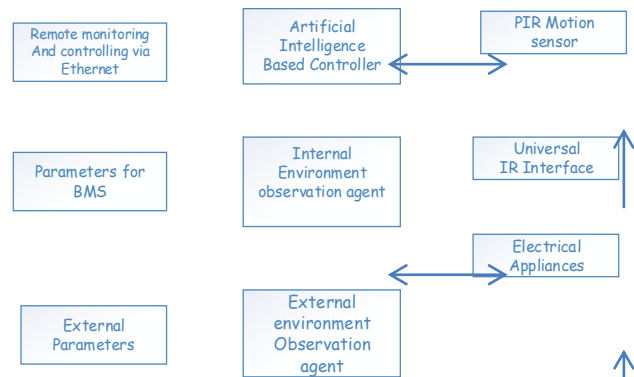 Remote monitoring
And controlling via
Ethernet
Artificial
Intelligence
Based Controller
PIR Motion
sensor
Parameters for
BMS
Internal
Environment
observation agent
Universal
IR Interface
Electrical
Appliances
External
Parameters
External
environment
Observation
agent